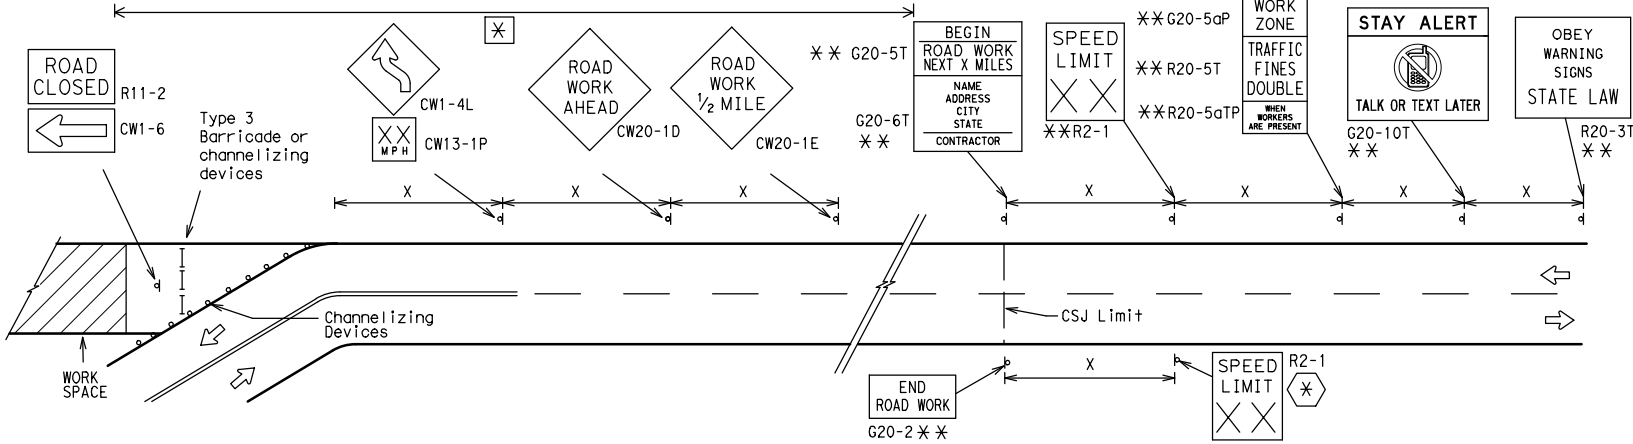 ROAD
CLOSED
R11-2
CW1-6
Type 3
Barricade or
channelizing
devices
CW1-4L
XX
MPH
CW13-1P
*
ROAD
WORK
AHEAD
CW20-1D
ROAD
WORK
1/2 MILE
CW20-1E
** G20-5T
BEGIN
ROAD WORK
NEXT X MILES
NAME
ADDRESS
CITY
STATE
CONTRACTOR
G20-6T
**
SPEED
LIMIT
XX
**R2-1
**G20-5aP
**R20-5T
**R20-5aTP
WORK
ZONE
TRAFFIC
FINES
DOUBLE
WHEN
WORKERS
ARE PRESENT
STAY ALERT
TALK OR TEXT LATER
G20-10T
**
OBEY
WARNING
SIGNS
STATE LAW
R20-3T
**
X
X
X
X
X
X
X
Channelizing
Devices
CSJ Limit
WORK
SPACE
X
END
ROAD WORK
G20-2 **
SPEED
LIMIT
XX
R2-1
*